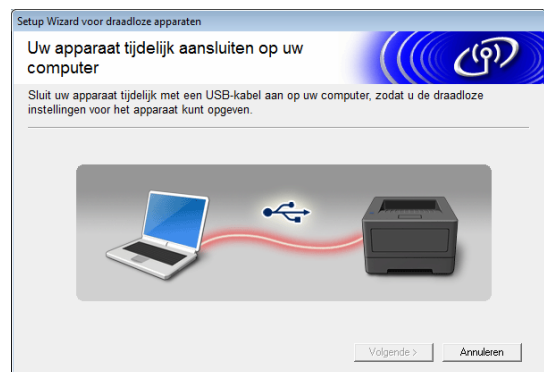 Setup Wizard voor draadloze apparaten
Uw apparaat tijdelijk aansluiten op uw
computer
Sluit uw apparaat tijdelijk met een USB-kabel aan op uw computer, zodat u de draadloze
instellingen voor het apparaat kunt opgeven.
Volgende > Annuleren